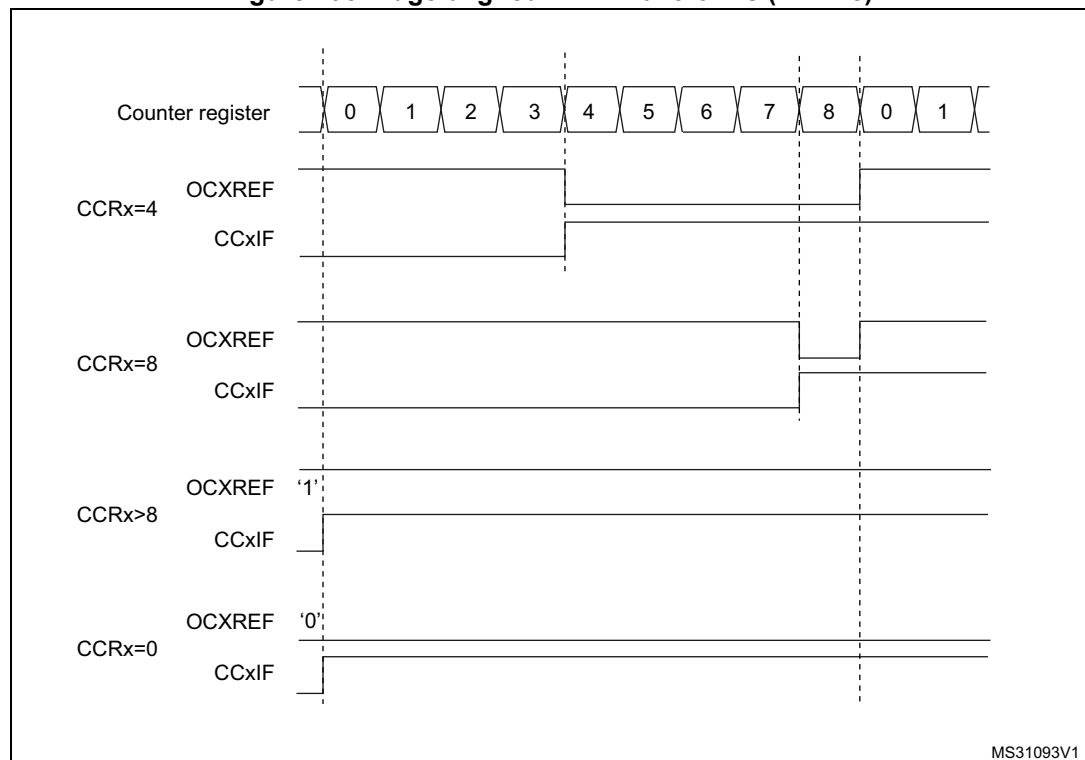 Counter register 0 1 2 3 4 5 6 7 8 0 1
OCXREF
CCRx=4
CCxIF
OCXREF
CCRx=8
CCxIF
OCXREF ‘1’
CCRx>8
CCxIF
OCXREF ‘0’
CCRx=0
CCxIF
MS31093V1